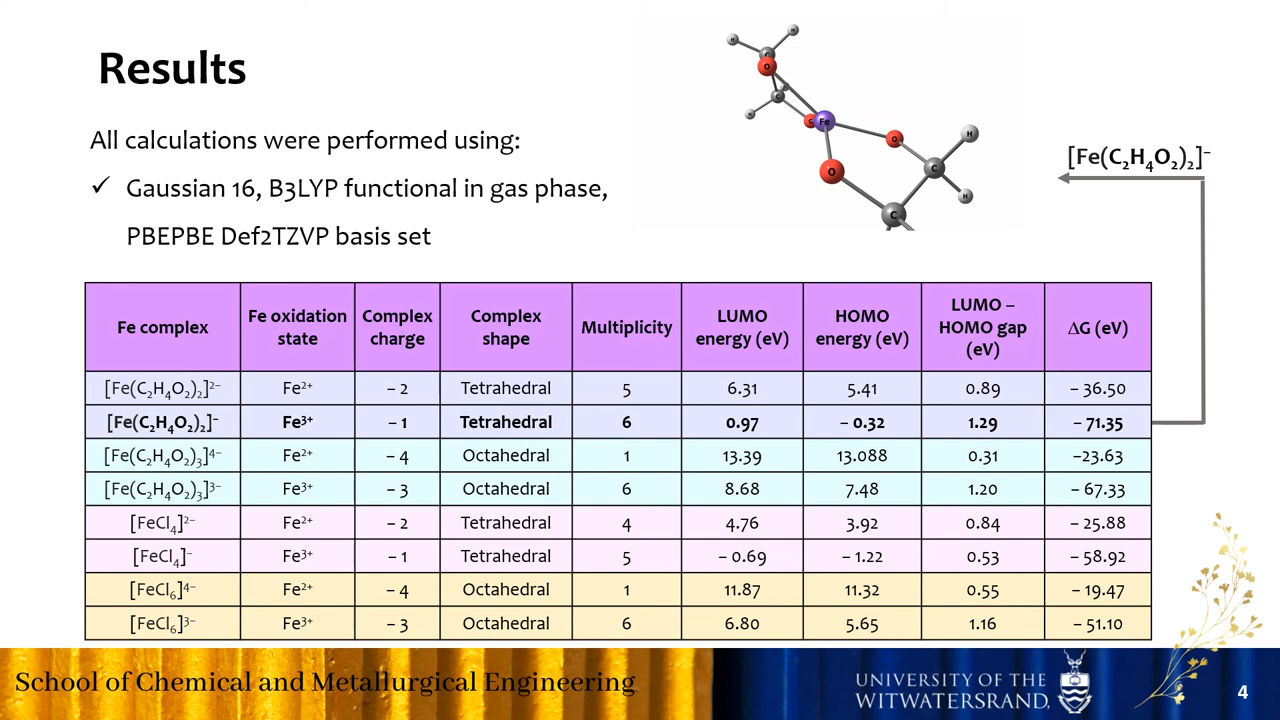 Results
All calculations were performed using:
✓ Gaussian 16, B3LYP functional in gas phase,
PBEPBE Def2TZVP basis set
H
H
C
O
C
H
O
Fe
O
H
O
C
H
C
[Fe(C₂H₄O₂)₂]⁻
Fe complex | Fe oxidation state | Complex charge | Complex shape | Multiplicity | LUMO energy (eV) | HOMO energy (eV) | LUMO – HOMO gap (eV) | ΔG (eV)
[Fe(C₂H₄O₂)₂]²⁻ | Fe²⁺ | – 2 | Tetrahedral | 5 | 6.31 | 5.41 | 0.89 | – 36.50
[Fe(C₂H₄O₂)₂]⁻ | Fe³⁺ | – 1 | Tetrahedral | 6 | 0.97 | – 0.32 | 1.29 | – 71.35
[Fe(C₂H₄O₂)₃]⁴⁻ | Fe²⁺ | – 4 | Octahedral | 1 | 13.39 | 13.088 | 0.31 | –23.63
[Fe(C₂H₄O₂)₃]³⁻ | Fe³⁺ | – 3 | Octahedral | 6 | 8.68 | 7.48 | 1.20 | – 67.33
[FeCl₄]²⁻ | Fe²⁺ | – 2 | Tetrahedral | 4 | 4.76 | 3.92 | 0.84 | – 25.88
[FeCl₄]⁻ | Fe³⁺ | – 1 | Tetrahedral | 5 | – 0.69 | – 1.22 | 0.53 | – 58.92
[FeCl₆]⁴⁻ | Fe²⁺ | – 4 | Octahedral | 1 | 11.87 | 11.32 | 0.55 | – 19.47
[FeCl₆]³⁻ | Fe³⁺ | – 3 | Octahedral | 6 | 6.80 | 5.65 | 1.16 | – 51.10
School of Chemical and Metallurgical Engineering
UNIVERSITY OF THE
WITWATERSRAND,
4